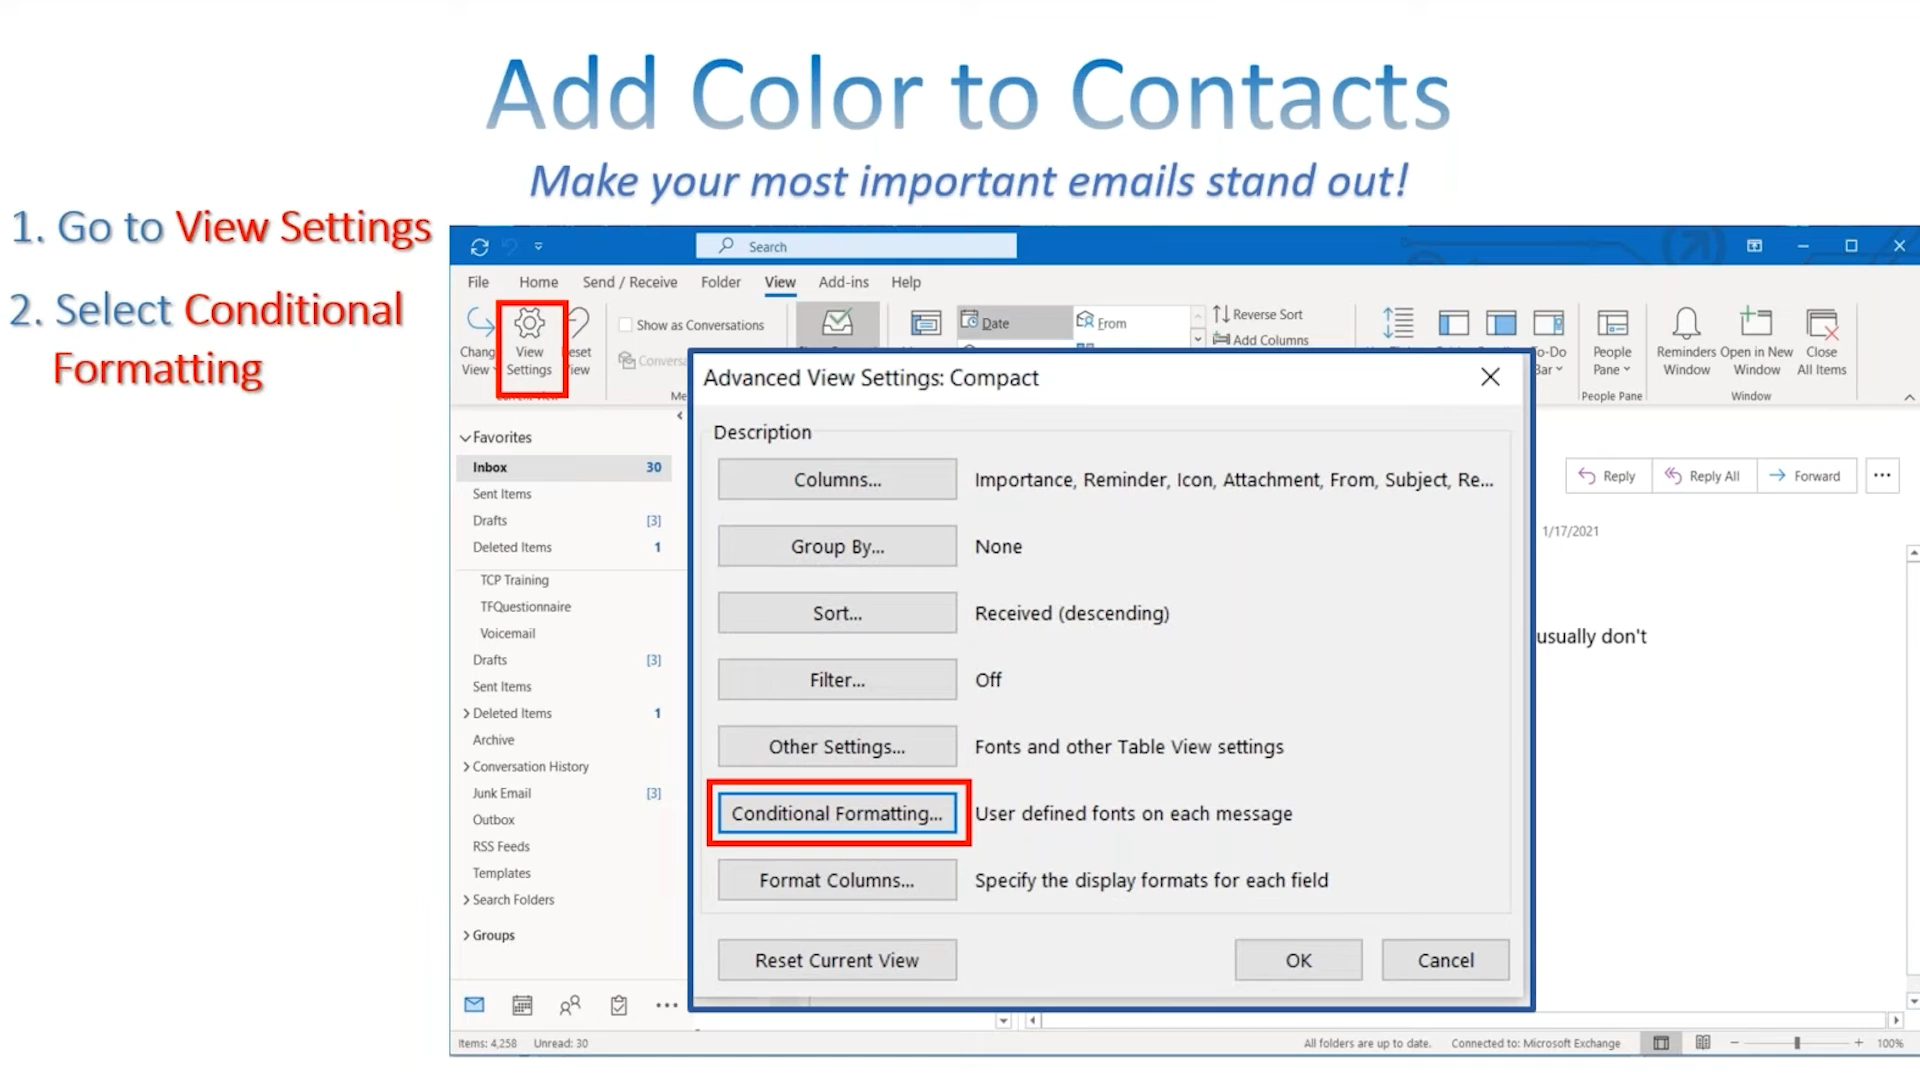 Add Color to Contacts
Make your most important emails stand out!
1. Go to View Settings
2. Select Conditional
Formatting
Search
File Home Send / Receive Folder View Add-ins Help
View
Settings
Show as Conversations
Date
From
Reverse Sort
Add Columns
People
Pane
Reminders
Window
Open in New
Window
Close
All Items
People Pane
Window
Favorites
Inbox 30
Sent Items
Drafts [3]
Deleted Items 1
TCP Training
TFQuestionnaire
Voicemail
Drafts [3]
Sent Items
Deleted Items 1
Archive
Conversation History
Junk Email [3]
Outbox
RSS Feeds
Templates
Search Folders
Groups
Advanced View Settings: Compact
Description
Columns... Importance, Reminder, Icon, Attachment, From, Subject, Re...
Group By... None
Sort... Received (descending)
Filter... Off
Other Settings... Fonts and other Table View settings
Conditional Formatting... User defined fonts on each message
Format Columns... Specify the display formats for each field
Reset Current View OK Cancel
Reply Reply All Forward
1/17/2021
usually don't
Items: 4,258 Unread: 30
All folders are up to date. Connected to: Microsoft Exchange 100%